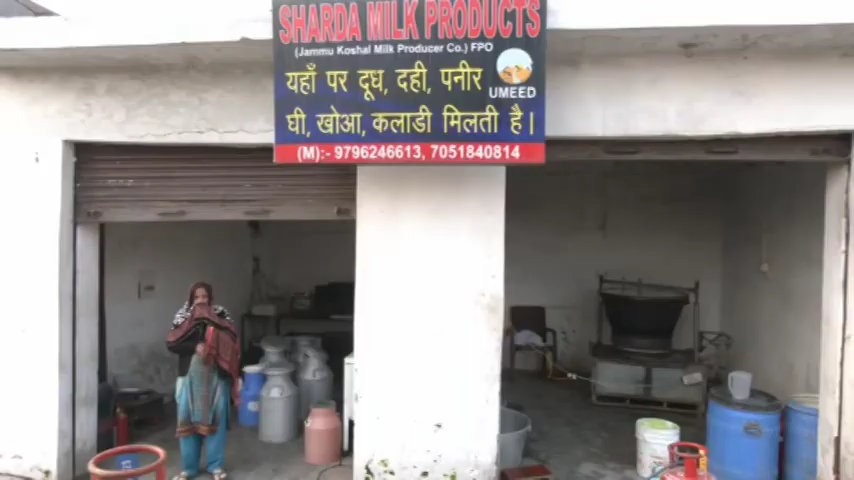 SHARDA MILK PRODUCTS
(Jammu Koshal Milk Producer Co.) FPO
यहाँ पर दूध, दही, पनीर
UMEED
घी, खोआ, कलाडी मिलती है।
(M):- 9796246613, 7051840814